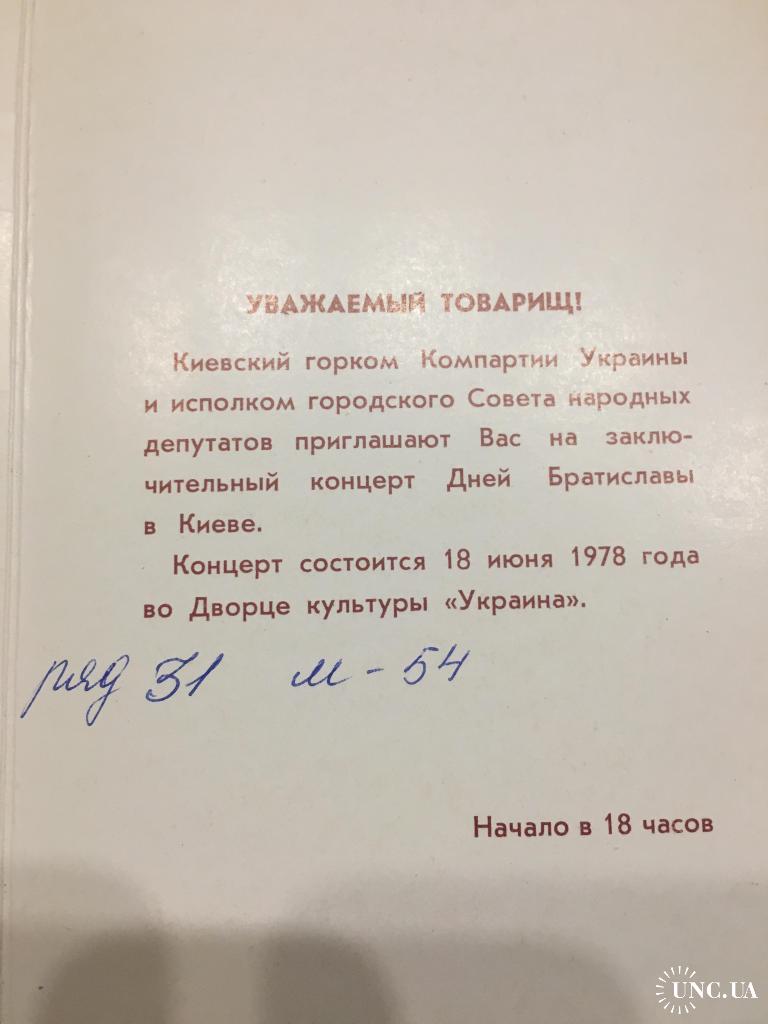 УВАЖАЕМЫЙ ТОВАРИЩ!
Киевский горком Компартии Украины
и исполком городского Совета народных
депутатов приглашают Вас на заклю-
чительный концерт Дней Братиславы
в Киеве.
Концерт состоится 18 июня 1978 года
во Дворце культуры «Украина».
ряд 31 м - 54
Начало в 18 часов
UNC.UA